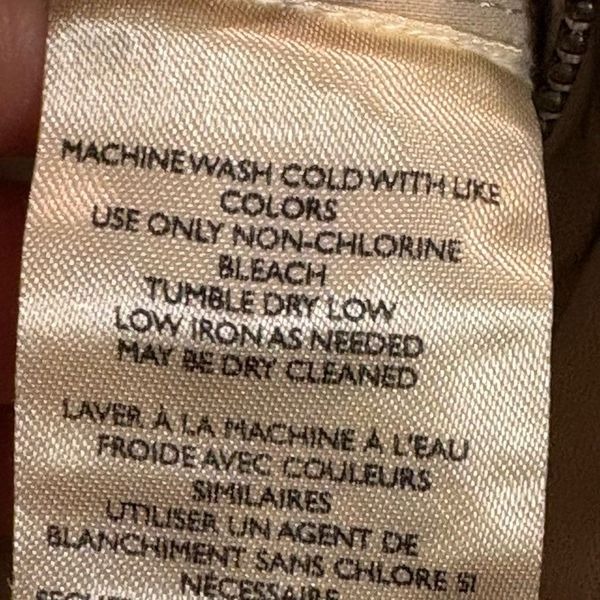 MACHINE WASH COLD WITH LIKE
COLORS
USE ONLY NON-CHLORINE
BLEACH
TUMBLE DRY LOW
LOW IRON AS NEEDED
MAY BE DRY CLEANED
LAVER À LA MACHINE À L'EAU
FROIDE AVEC COULEURS
SIMILAIRES
UTILISER UN AGENT DE
BLANCHIMENT SANS CHLORE SI
NÉCESSAIRE